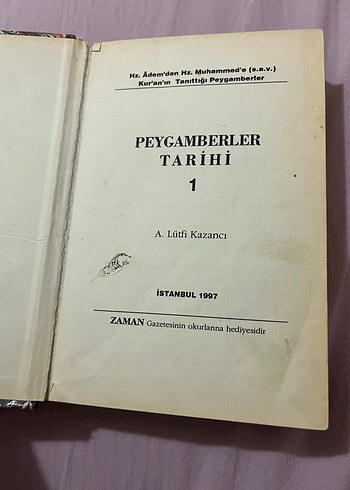 Hz. Âdem'den Hz. Muhammed'e (s.a.v.)
Kur'an'ın Tanıttığı Peygamberler
PEYGAMBERLER
TARİHİ
1
A. Lütfi Kazancı
İSTANBUL 1997
ZAMAN Gazetesinin okurlarına hediyesidir